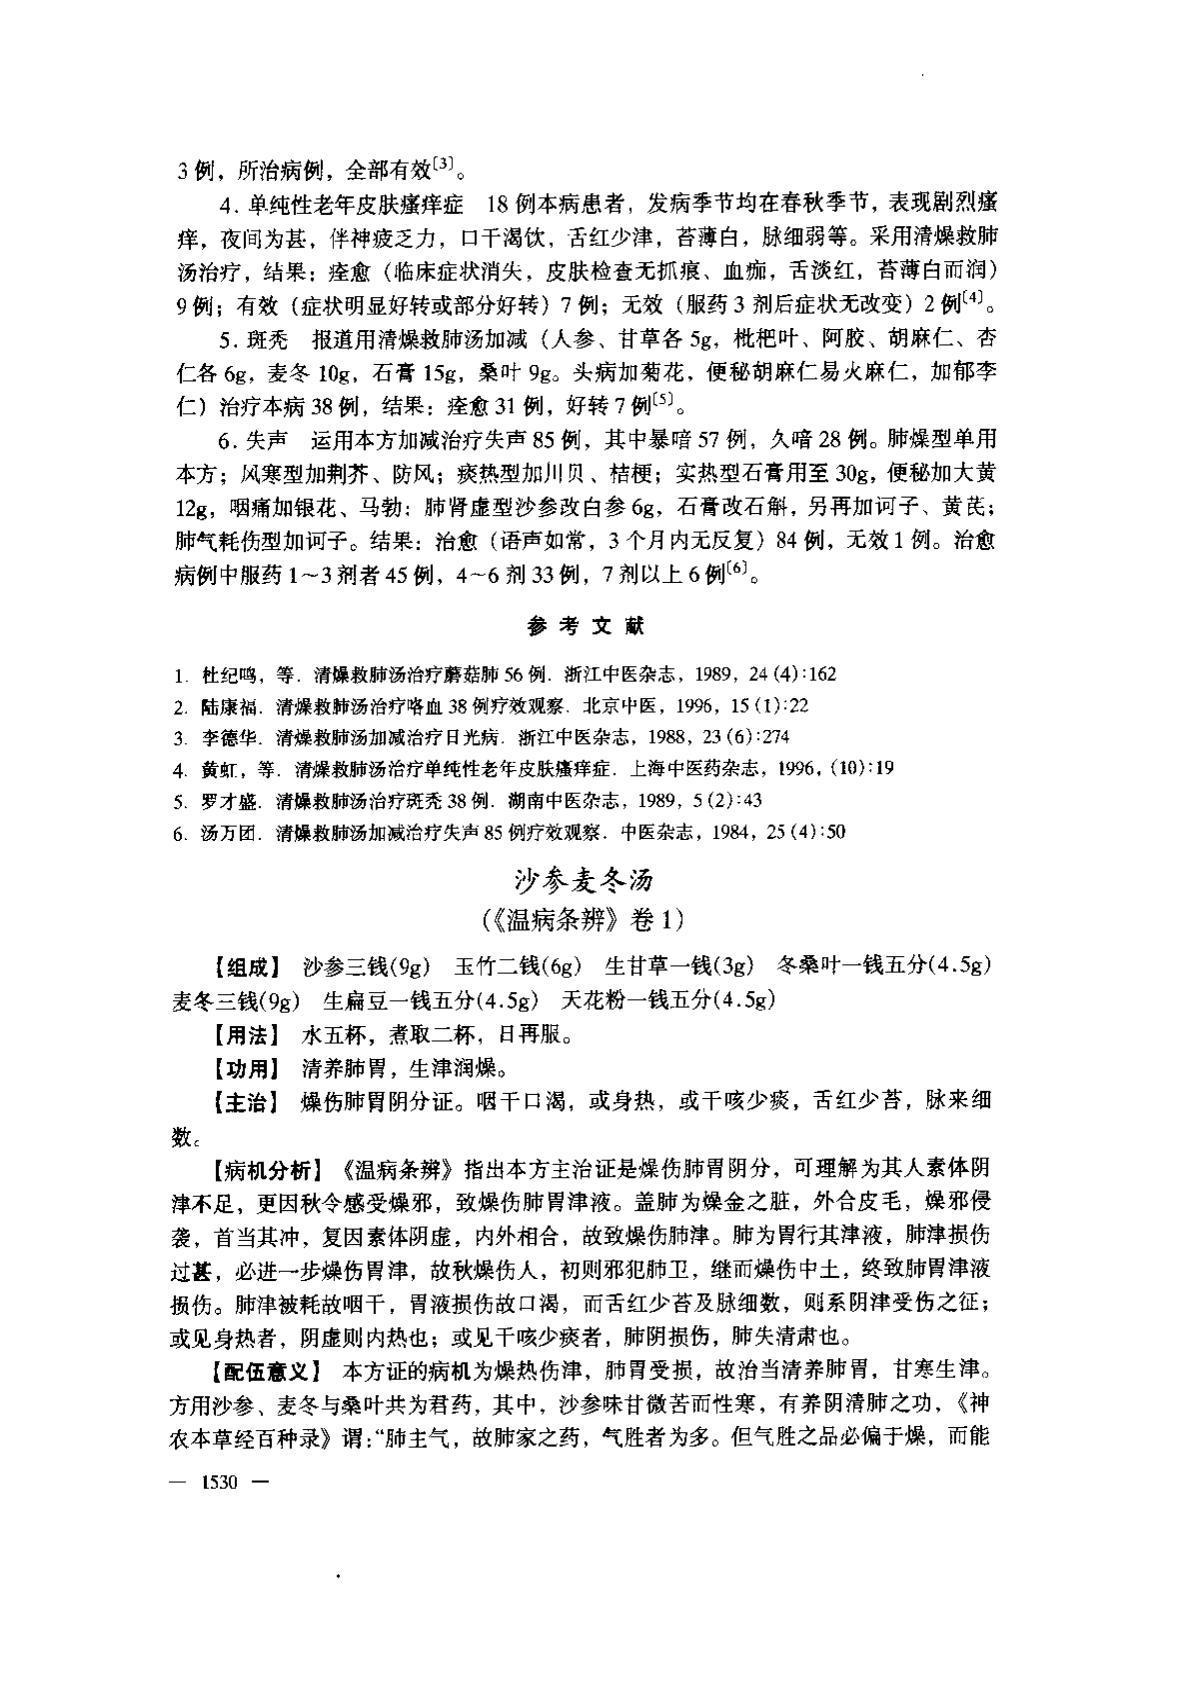 3 例，所治病例，全部有效〔3〕。
4. 单纯性老年皮肤瘙痒症　18 例本病患者，发病季节均在春秋季节，表现剧烈瘙
痒，夜间为甚，伴神疲乏力，口干渴饮，舌红少津，苔薄白，脉细弱等。采用清燥救肺
汤治疗，结果：痊愈（临床症状消失，皮肤检查无抓痕、血痂，舌淡红，苔薄白而润）
9 例；有效（症状明显好转或部分好转）7 例；无效（服药 3 剂后症状无改变）2 例〔4〕。
5. 斑秃　报道用清燥救肺汤加减（人参、甘草各 5g，枇杷叶、阿胶、胡麻仁、杏
仁各 6g，麦冬 10g，石膏 15g，桑叶 9g。头病加菊花，便秘胡麻仁易火麻仁，加郁李
仁）治疗本病 38 例，结果：痊愈 31 例，好转 7 例〔5〕。
6. 失声　运用本方加减治疗失声 85 例，其中暴喑 57 例，久喑 28 例。肺燥型单用
本方；风寒型加荆芥、防风；痰热型加川贝、桔梗；实热型石膏用至 30g，便秘加大黄
12g，咽痛加银花、马勃；肺肾虚型沙参改白参 6g，石膏改石斛，另再加诃子、黄芪；
肺气耗伤型加诃子。结果：治愈（语声如常，3 个月内无反复）84 例，无效 1 例。治愈
病例中服药 1～3 剂者 45 例，4～6 剂 33 例，7 剂以上 6 例〔6〕。
参 考 文 献
1. 杜纪鸣，等. 清燥救肺汤治疗蘑菇肺 56 例. 浙江中医杂志，1989，24 (4):162
2. 陆康福. 清燥救肺汤治疗咯血 38 例疗效观察. 北京中医，1996，15 (1):22
3. 李德华. 清燥救肺汤加减治疗日光病. 浙江中医杂志，1988，23 (6):274
4. 黄虹，等. 清燥救肺汤治疗单纯性老年皮肤瘙痒症. 上海中医药杂志，1996，(10):19
5. 罗才盛. 清燥救肺汤治疗斑秃 38 例. 湖南中医杂志，1989，5 (2):43
6. 汤万团. 清燥救肺汤加减治疗失声 85 例疗效观察. 中医杂志，1984，25 (4):50
沙参麦冬汤
（《温病条辨》卷 1）
【组成】　沙参三钱(9g)　玉竹二钱(6g)　生甘草一钱(3g)　冬桑叶一钱五分(4.5g)
麦冬三钱(9g)　生扁豆一钱五分(4.5g)　天花粉一钱五分(4.5g)
【用法】　水五杯，煮取二杯，日再服。
【功用】　清养肺胃，生津润燥。
【主治】　燥伤肺胃阴分证。咽干口渴，或身热，或干咳少痰，舌红少苔，脉来细
数。
【病机分析】　《温病条辨》指出本方主治证是燥伤肺胃阴分，可理解为其人素体阴
津不足，更因秋令感受燥邪，致燥伤肺胃津液。盖肺为燥金之脏，外合皮毛，燥邪侵
袭，首当其冲，复因素体阴虚，内外相合，故致燥伤肺津。肺为胃行其津液，肺津损伤
过甚，必进一步燥伤胃津，故秋燥伤人，初则邪犯肺卫，继而燥伤中土，终致肺胃津液
损伤。肺津被耗故咽干，胃液损伤故口渴，而舌红少苔及脉细数，则系阴津受伤之征；
或见身热者，阴虚则内热也；或见干咳少痰者，肺阴损伤，肺失清肃也。
【配伍意义】　本方证的病机为燥热伤津，肺胃受损，故治当清养肺胃，甘寒生津。
方用沙参、麦冬与桑叶共为君药，其中，沙参味甘微苦而性寒，有养阴清肺之功，《神
农本草经百种录》谓：“肺主气，故肺家之药，气胜者为多。但气胜之品必偏于燥，而能
— 1530 —